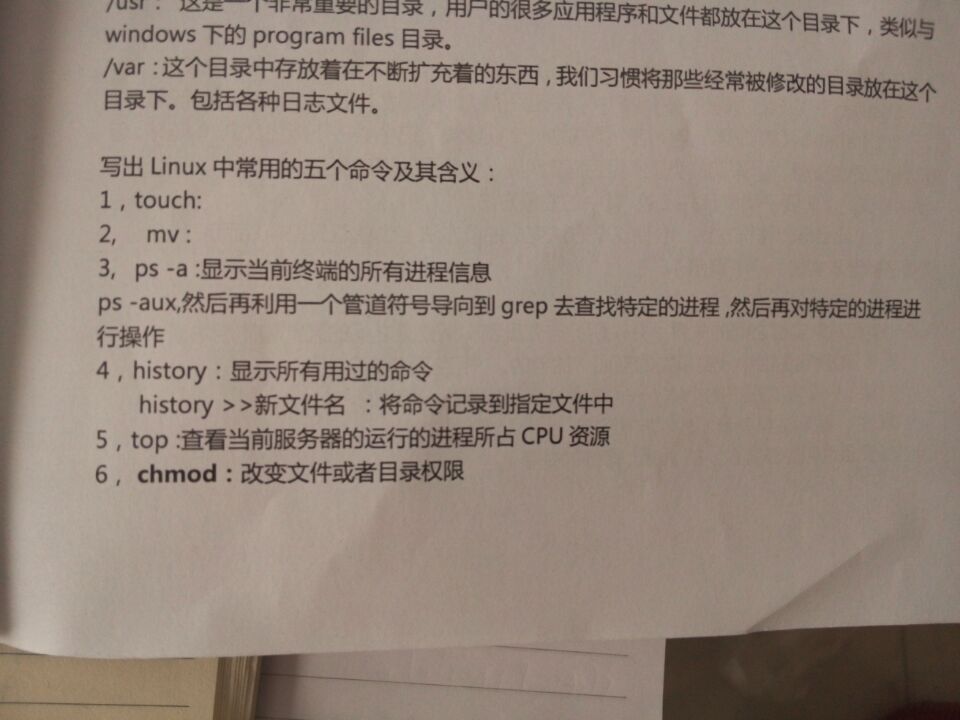 /usr： 这是一个非常重要的目录，用户的很多应用程序和文件都放在这个目录下，类似与
windows 下的 program files 目录。
/var：这个目录中存放着在不断扩充着的东西，我们习惯将那些经常被修改的目录放在这个
目录下。包括各种日志文件。
写出 Linux 中常用的五个命令及其含义：
1，touch:
2, mv：
3, ps -a :显示当前终端的所有进程信息
ps -aux,然后再利用一个管道符号导向到 grep 去查找特定的进程,然后再对特定的进程进
行操作
4，history：显示所有用过的命令
history >>新文件名 ：将命令记录到指定文件中
5，top :查看当前服务器的运行的进程所占 CPU 资源
6，chmod：改变文件或者目录权限